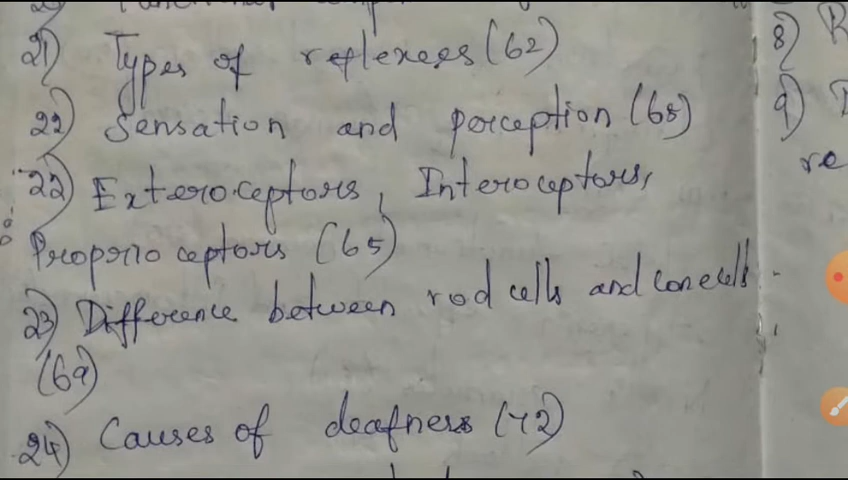 21) Types of reflexes (62)
22) Sensation and perception (65)
22) Exteroceptors, Interoceptors,
Proprioceptors (65)
23) Difference between rod cells and cone cells
(69)
24) Causes of deafness (72)
8) R
9)
re